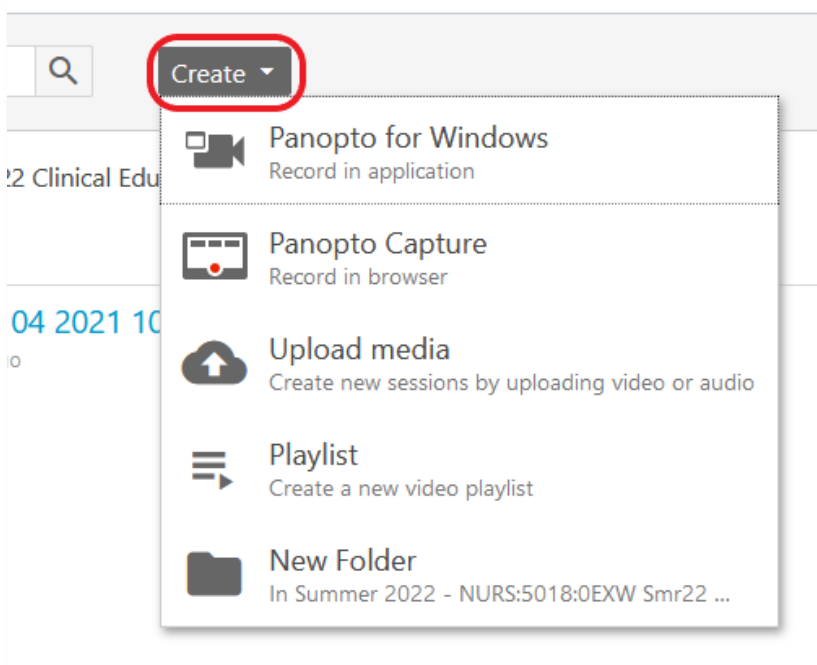 Create
Panopto for Windows
Record in application
22 Clinical Edu
Panopto Capture
Record in browser
04 2021 10
Upload media
Create new sessions by uploading video or audio
Playlist
Create a new video playlist
New Folder
In Summer 2022 - NURS:5018:0EXW Smr22 ...